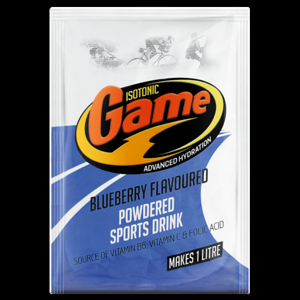 ISOTONIC
Game
ADVANCED HYDRATION
BLUEBERRY FLAVOURED
POWDERED
SPORTS DRINK
SOURCE OF VITAMIN B6, VITAMIN C & FOLIC ACID
MAKES 1 LITRE